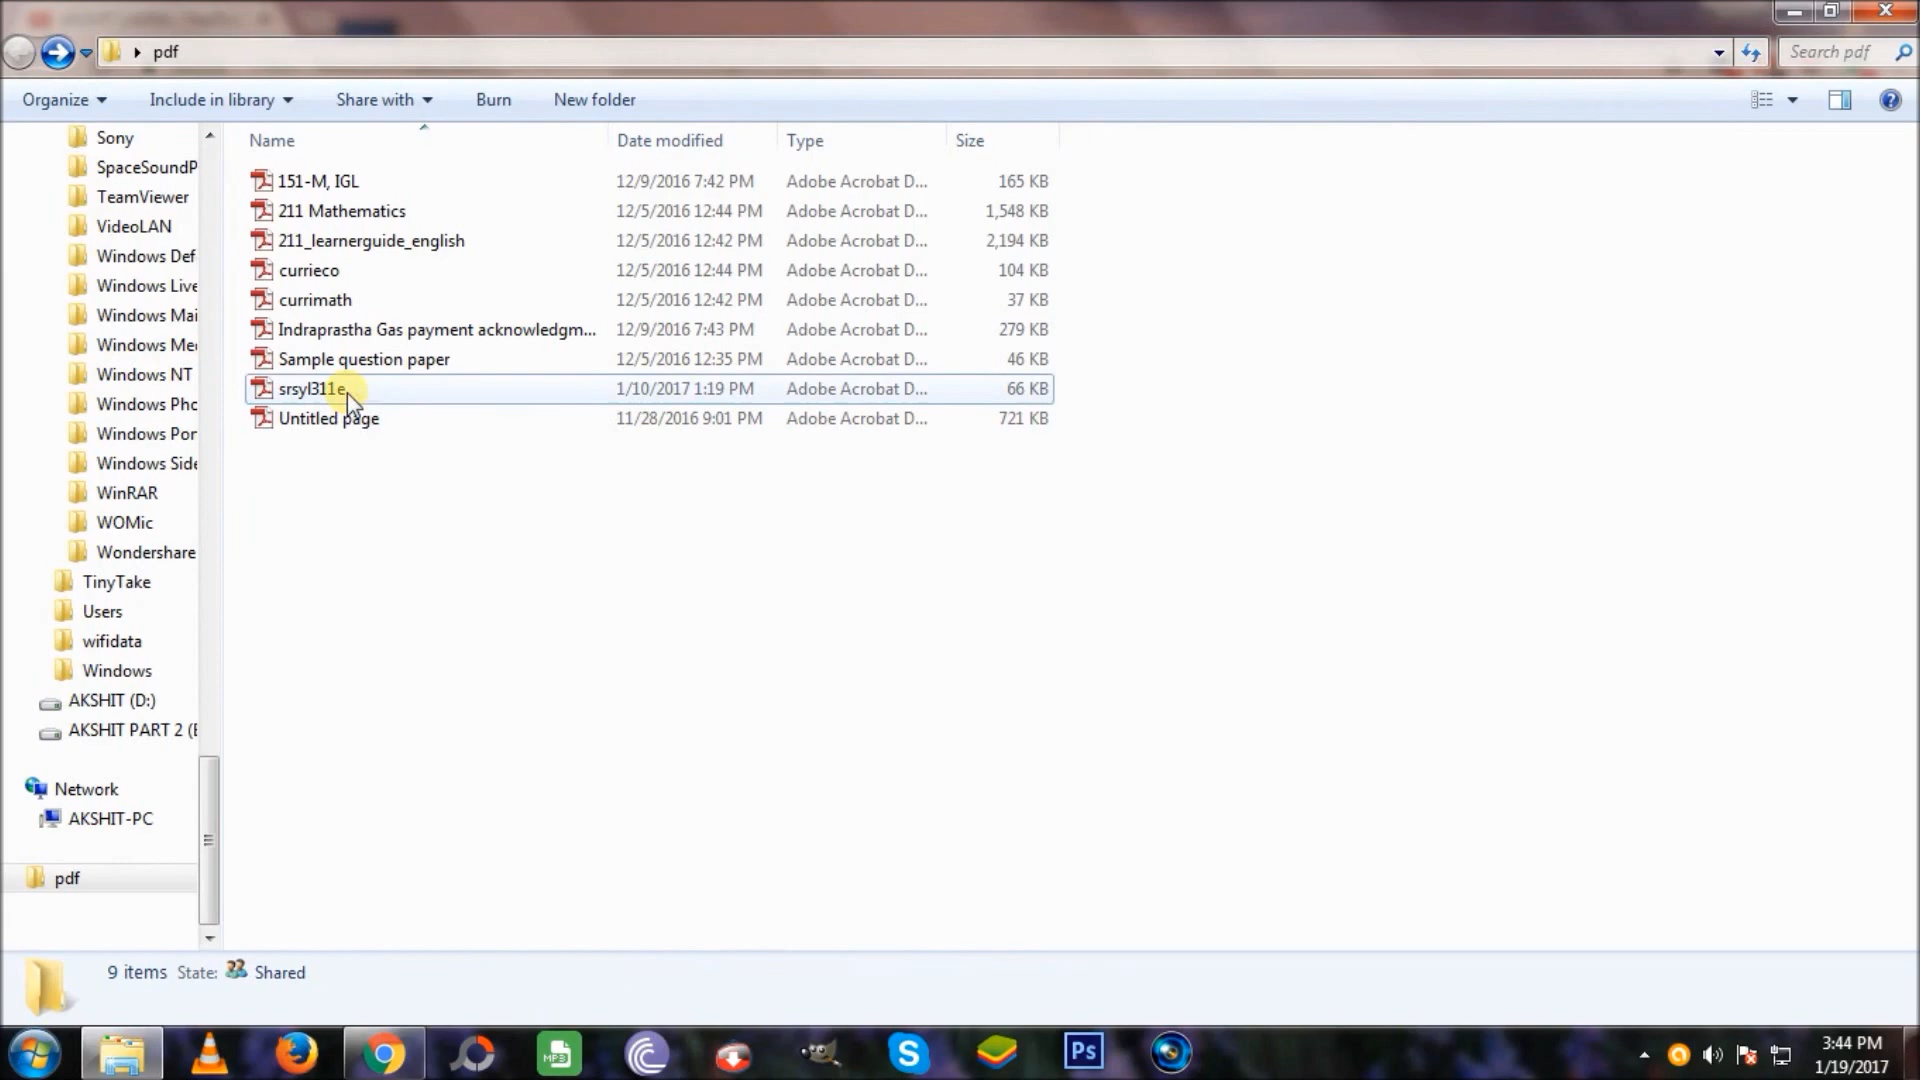 pdf
Search pdf
Organize
Include in library
Share with
Burn
New folder
Name
Date modified
Type
Size
151-M, IGL 12/9/2016 7:42 PM Adobe Acrobat D... 165 KB
211 Mathematics 12/5/2016 12:44 PM Adobe Acrobat D... 1,548 KB
211_learnerguide_english 12/5/2016 12:42 PM Adobe Acrobat D... 2,194 KB
currieco 12/5/2016 12:44 PM Adobe Acrobat D... 104 KB
currimath 12/5/2016 12:42 PM Adobe Acrobat D... 37 KB
Indraprastha Gas payment acknowledgm... 12/9/2016 7:43 PM Adobe Acrobat D... 279 KB
Sample question paper 12/5/2016 12:35 PM Adobe Acrobat D... 46 KB
srsyl311e 1/10/2017 1:19 PM Adobe Acrobat D... 66 KB
Untitled page 11/28/2016 9:01 PM Adobe Acrobat D... 721 KB
Sony
SpaceSoundP
TeamViewer
VideoLAN
Windows Def
Windows Live
Windows Mai
Windows Med
Windows NT
Windows Pho
Windows Por
Windows Side
WinRAR
WOMic
Wondershare
TinyTake
Users
wifidata
Windows
AKSHIT (D:)
AKSHIT PART 2 (E
Network
AKSHIT-PC
pdf
9 items State: Shared
MP3
S
Ps
3:44 PM
1/19/2017